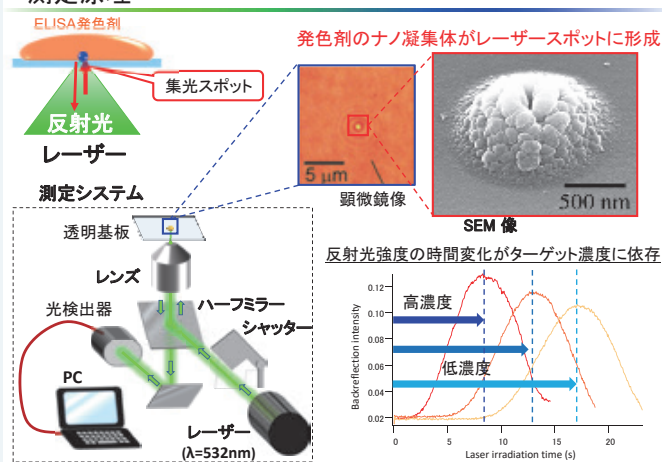 ELISA発色剤
集光スポット
反射光
レーザー
発色剤のナノ凝集体がレーザースポットに形成
5 μm
顕微鏡像
500 nm
SEM 像
測定システム
透明基板
レンズ
ハーフミラー
シャッター
光検出器
PC
レーザー
(λ=532nm)
反射光強度の時間変化がターゲット濃度に依存
Backreflection intensity
0.12
0.10
0.08
0.06
0.04
0.02
高濃度
低濃度
0 5 10 15 20
Laser irradiation time (s)